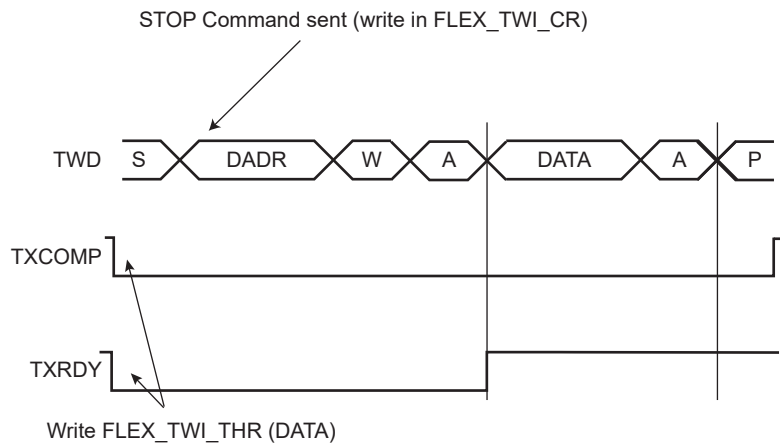 STOP Command sent (write in FLEX_TWI_CR)
TWD S DADR W A DATA A P
TXCOMP
TXRDY
Write FLEX_TWI_THR (DATA)